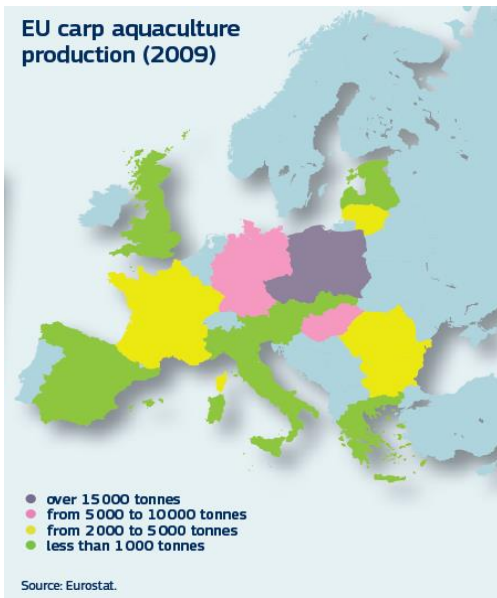 EU carp aquaculture
production (2009)
over 15 000 tonnes
from 5 000 to 10 000 tonnes
from 2 000 to 5 000 tonnes
less than 1 000 tonnes
Source: Eurostat.